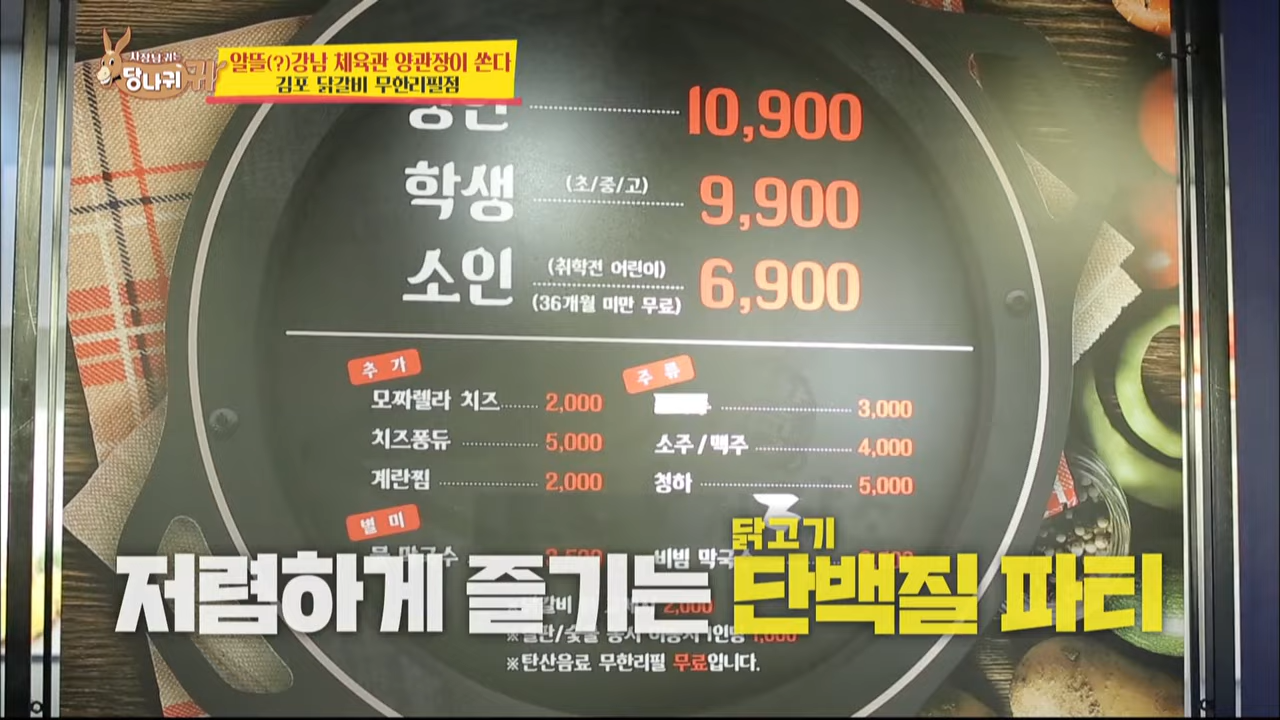 사장님 귀는
당나귀 귀
알뜰(?)강남 체육관 양관장이 쏜다
김포 닭갈비 무한리필점
10,900
학생 (초/중/고) 9,900
소인 (취학전 어린이) (36개월 미만 무료) 6,900
추가
모짜렐라 치즈 2,000
치즈퐁듀 5,000
계란찜 2,000
주류
3,000
소주/맥주 4,000
청하 5,000
별미
비빔 막국수
닭고기
저렴하게 즐기는 단백질 파티
2,000
※탄산음료 무한리필 무료입니다.